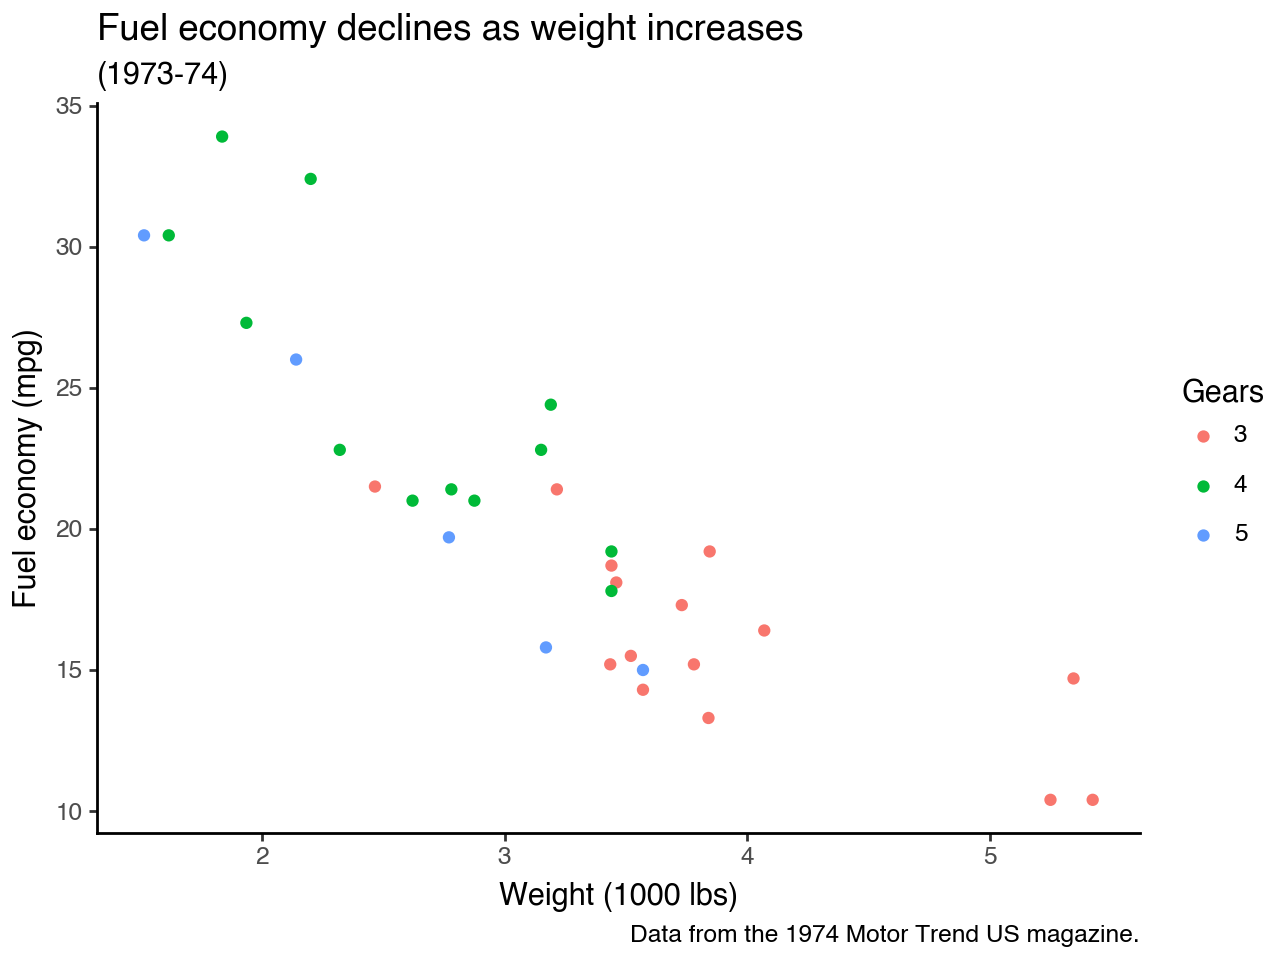 Fuel economy declines as weight increases
(1973-74)
35
30
25
20
15
10
Fuel economy (mpg)
2 3 4 5
Weight (1000 lbs)
Gears
3
4
5
Data from the 1974 Motor Trend US magazine.